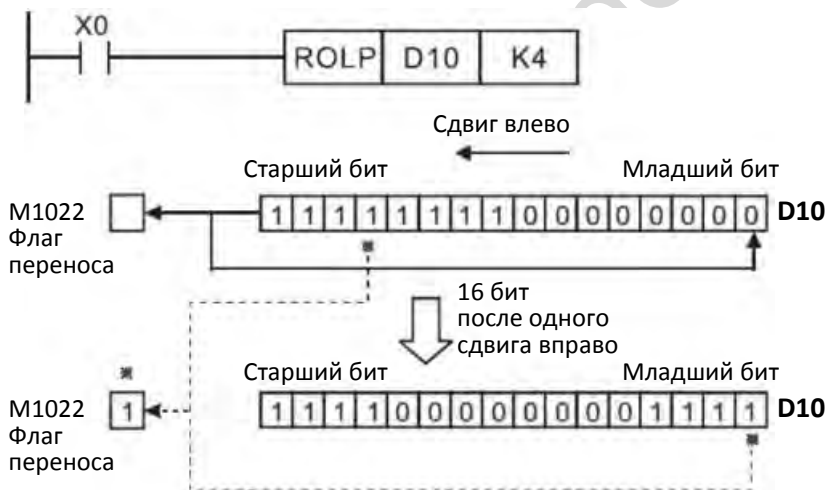 X0
ROLP D10 K4
Сдвиг влево
Старший бит Младший бит
M1022
Флаг
переноса
1 1 1 1 1 1 1 1 0 0 0 0 0 0 0 0 D10
16 бит
после одного
сдвига вправо
Старший бит Младший бит
M1022
Флаг
переноса
1
1 1 1 1 0 0 0 0 0 0 0 0 1 1 1 1 D10